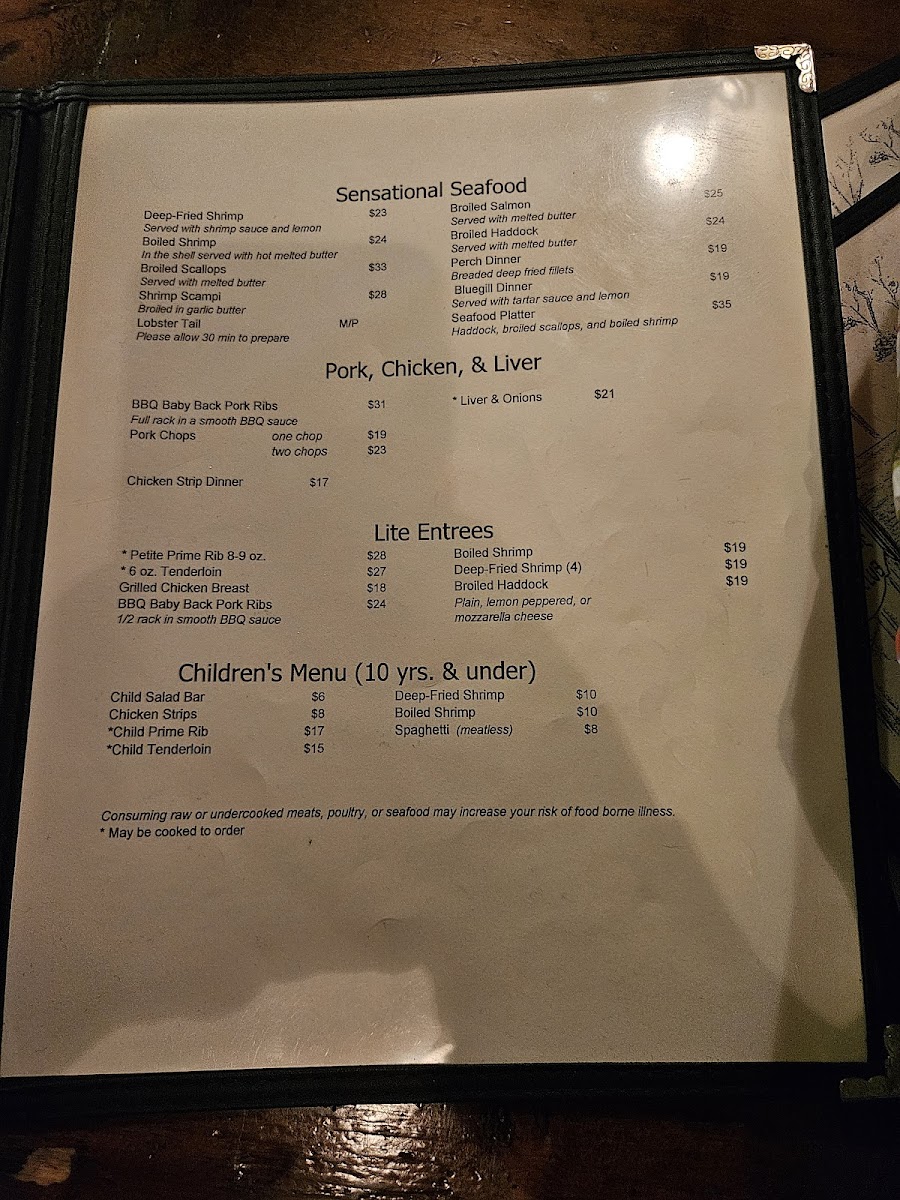 Sensational Seafood
Deep-Fried Shrimp $23
Served with shrimp sauce and lemon
Boiled Shrimp $24
In the shell served with hot melted butter
Broiled Scallops $33
Served with melted butter
Shrimp Scampi $28
Broiled in garlic butter
Lobster Tail M/P
Please allow 30 min to prepare
Broiled Salmon $25
Served with melted butter
Broiled Haddock $24
Served with melted butter
Perch Dinner $19
Breaded deep fried fillets
Bluegill Dinner $19
Served with tartar sauce and lemon
Seafood Platter $35
Haddock, broiled scallops, and boiled shrimp
Pork, Chicken, & Liver
BBQ Baby Back Pork Ribs $31
Full rack in a smooth BBQ sauce
Pork Chops one chop $19
two chops $23
Chicken Strip Dinner $17
* Liver & Onions $21
Lite Entrees
* Petite Prime Rib 8-9 oz. $28
* 6 oz. Tenderloin $27
Grilled Chicken Breast $18
BBQ Baby Back Pork Ribs $24
1/2 rack in smooth BBQ sauce
Boiled Shrimp $19
Deep-Fried Shrimp (4) $19
Broiled Haddock $19
Plain, lemon peppered, or
mozzarella cheese
Children's Menu (10 yrs. & under)
Child Salad Bar $6
Chicken Strips $8
*Child Prime Rib $17
*Child Tenderloin $15
Deep-Fried Shrimp $10
Boiled Shrimp $10
Spaghetti (meatless) $8
Consuming raw or undercooked meats, poultry, or seafood may increase your risk of food borne illness.
* May be cooked to order